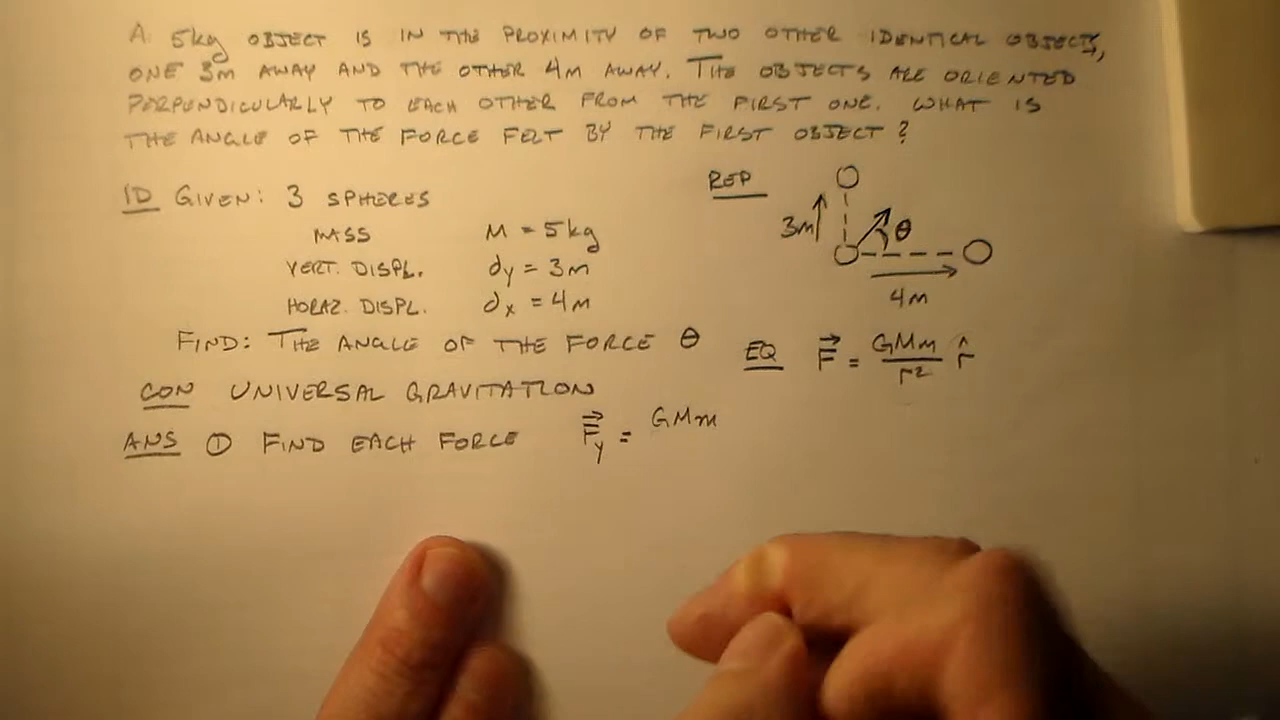 A 5kg OBJECT IS IN THE PROXIMITY OF TWO OTHER IDENTICAL OBJECTS,
ONE 3m AWAY AND THE OTHER 4m AWAY. THE OBJECTS ARE ORIENTED
PERPENDICULARLY TO EACH OTHER FROM THE FIRST ONE. WHAT IS
THE ANGLE OF THE FORCE FELT BY THE FIRST OBJECT?
ID GIVEN: 3 SPHERES
MASS M = 5kg
VERT. DISPL. dy = 3m
HORAZ. DISPL. dx = 4m
FIND: THE ANGLE OF THE FORCE θ
REP
3m
θ
4m
EQ F⃗ = GMm/r² r̂
CON UNIVERSAL GRAVITATION
ANS ① FIND EACH FORCE F⃗y = GMm